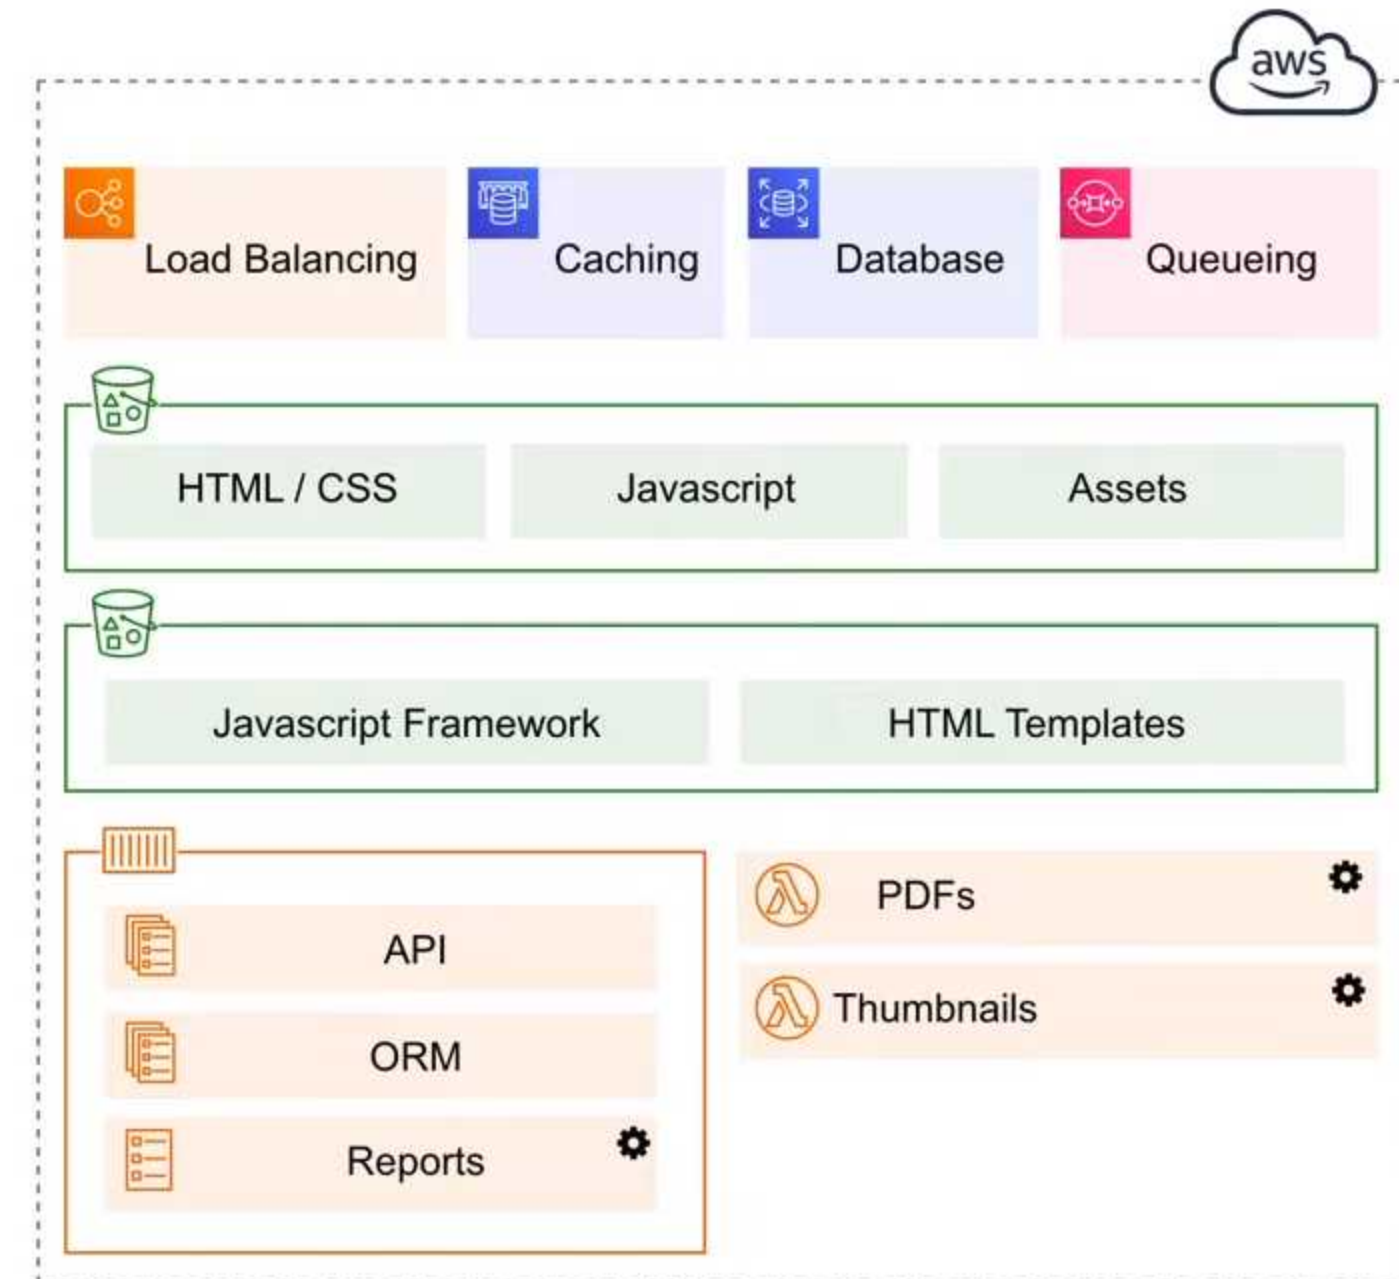 aws
Load Balancing
Caching
Database
Queueing
HTML / CSS
Javascript
Assets
Javascript Framework
HTML Templates
API
ORM
Reports
PDFs
Thumbnails